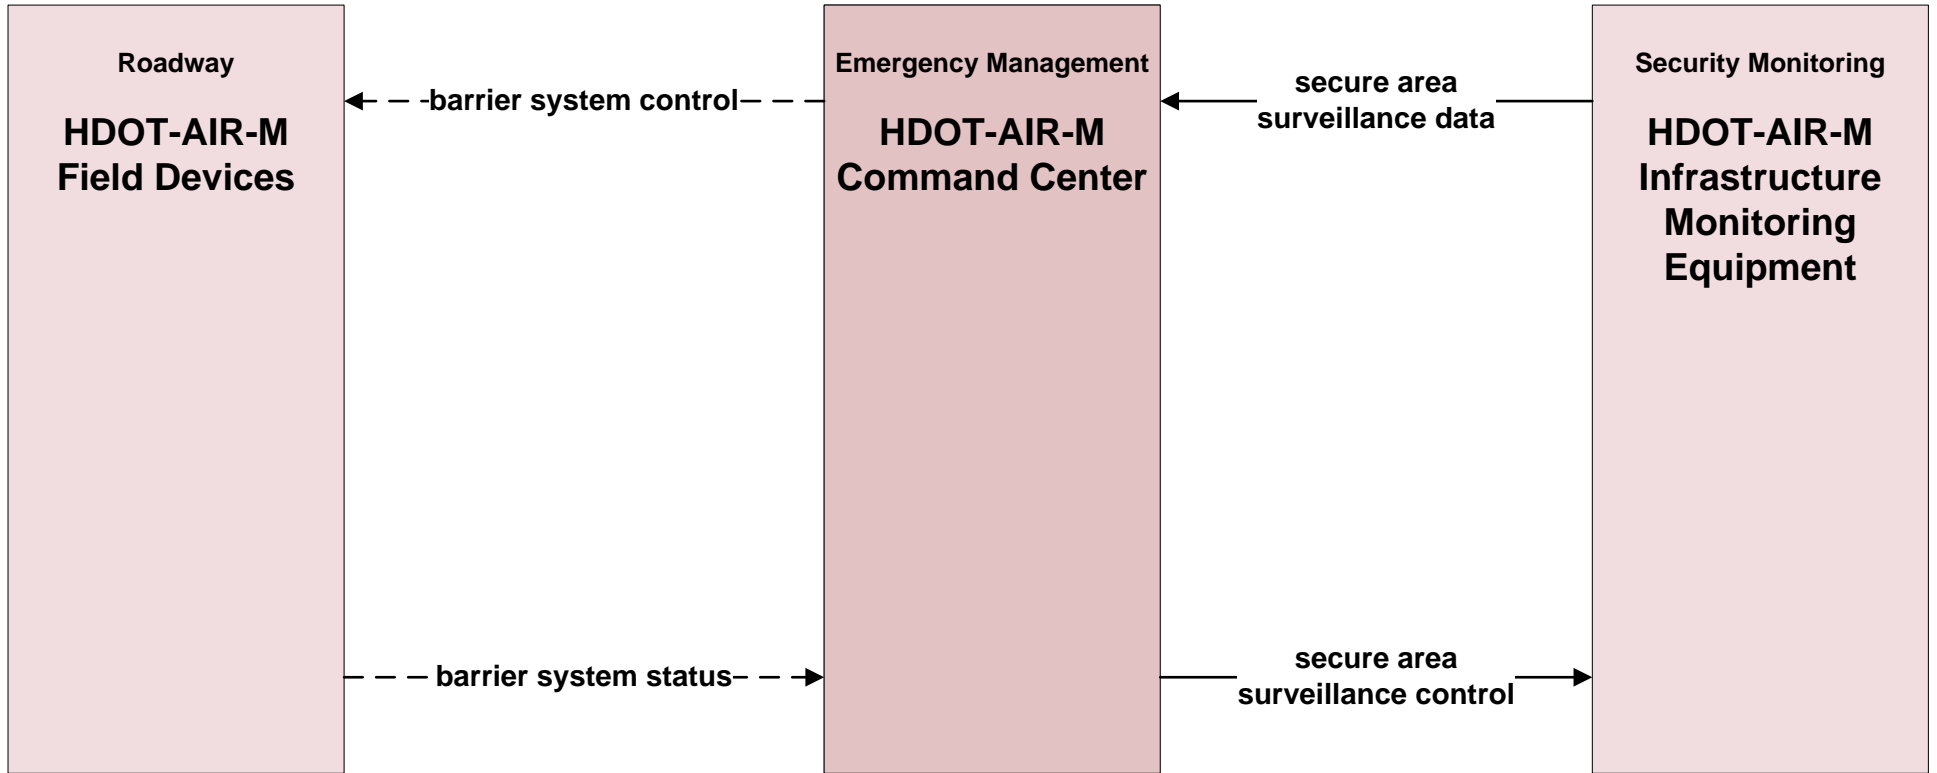 Roadway
HDOT-AIR-M
Field Devices
barrier system control
barrier system status
Emergency Management
HDOT-AIR-M
Command Center
secure area
surveillance data
secure area
surveillance control
Security Monitoring
HDOT-AIR-M
Infrastructure
Monitoring
Equipment